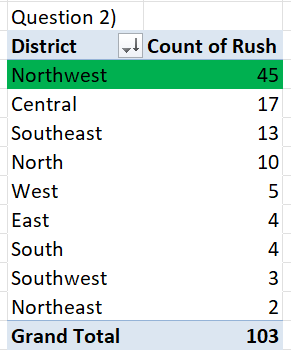 Question 2)
District Count of Rush
Northwest 45
Central 17
Southeast 13
North 10
West 5
East 4
South 4
Southwest 3
Northeast 2
Grand Total 103